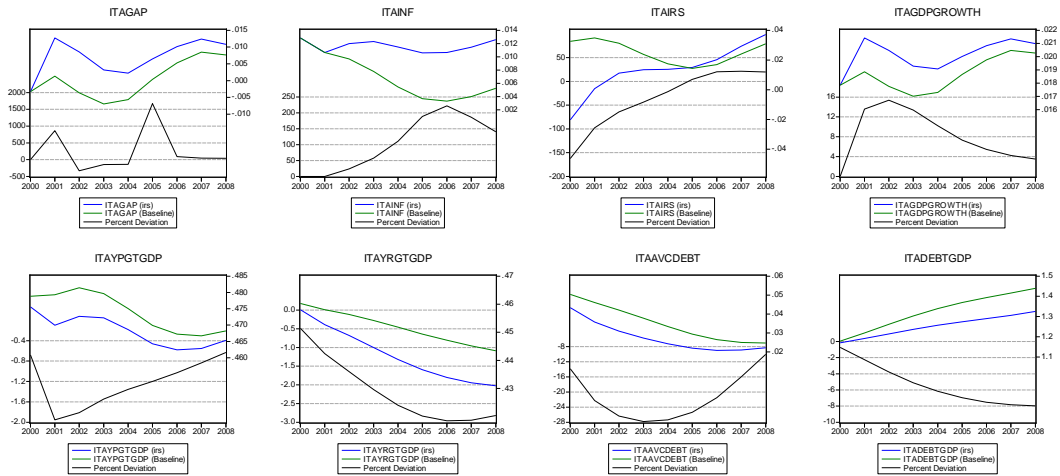 ITAGAP
.015
.010
.005
.000
-.005
-.010
2000
1500
1000
500
0
-500
2000 2001 2002 2003 2004 2005 2006 2007 2008
ITAGAP (irs)
ITAGAP (Baseline)
Percent Deviation
ITAINF
.014
.012
.010
.008
.006
.004
.002
250
200
150
100
50
0
2000 2001 2002 2003 2004 2005 2006 2007 2008
ITAINF (irs)
ITAINF (Baseline)
Percent Deviation
ITAIRS
.04
.02
.00
-.02
-.04
50
0
-50
-100
-150
-200
2000 2001 2002 2003 2004 2005 2006 2007 2008
ITAIRS (irs)
ITAIRS (Baseline)
Percent Deviation
ITAGDPGROWTH
.022
.021
.020
.019
.018
.017
.016
16
12
8
4
0
2000 2001 2002 2003 2004 2005 2006 2007 2008
ITAGDPGROWTH (irs)
ITAGDPGROWTH (Baseline)
Percent Deviation
ITAYPGTGDP
.485
.480
.475
.470
.465
.460
-0.4
-0.8
-1.2
-1.6
-2.0
2000 2001 2002 2003 2004 2005 2006 2007 2008
ITAYPGTGDP (irs)
ITAYPGTGDP (Baseline)
Percent Deviation
ITAYRGTGDP
.47
.46
.45
.44
.43
0.0
-0.5
-1.0
-1.5
-2.0
-2.5
-3.0
2000 2001 2002 2003 2004 2005 2006 2007 2008
ITAYRGTGDP (irs)
ITAYRGTGDP (Baseline)
Percent Deviation
ITAAVCDEBT
.06
.05
.04
.03
.02
-8
-12
-16
-20
-24
-28
2000 2001 2002 2003 2004 2005 2006 2007 2008
ITAAVCDEBT (irs)
ITAAVCDEBT (Baseline)
Percent Deviation
ITADEBTGDP
1.5
1.4
1.3
1.2
1.1
0
-2
-4
-6
-8
-10
2000 2001 2002 2003 2004 2005 2006 2007 2008
ITADEBTGDP (irs)
ITADEBTGDP (Baseline)
Percent Deviation